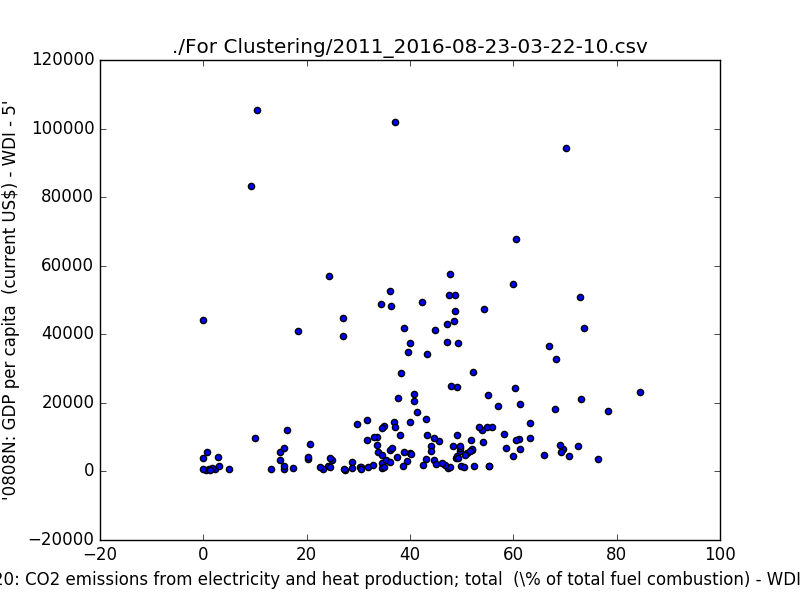 ./For Clustering/2011_2016-08-23-03-22-10.csv
120000
100000
80000
60000
40000
20000
0
−20000
'0808N: GDP per capita (current US$) - WDI - 5'
−20 0 20 40 60 80 100
20: CO2 emissions from electricity and heat production; total (\% of total fuel combustion) - WDI